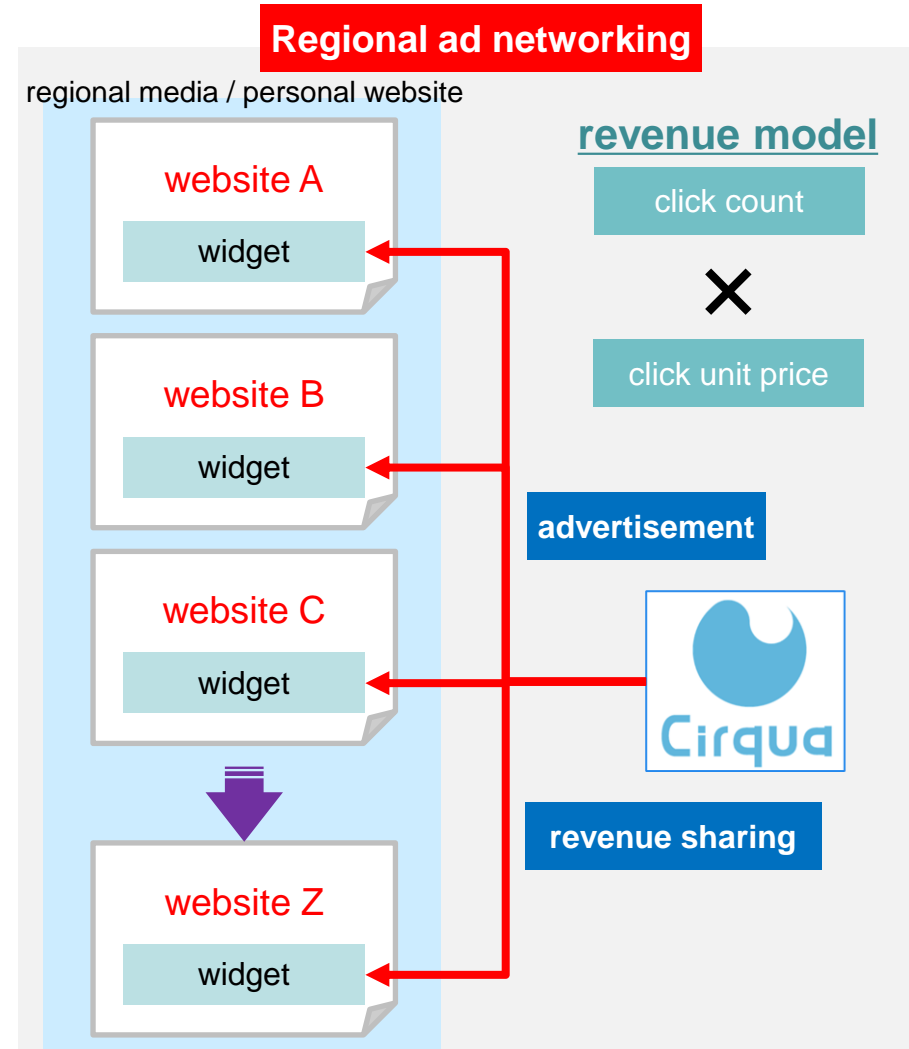 Regional ad networking
regional media / personal website
website A
widget
website B
widget
website C
widget
website Z
widget
revenue model
click count
×
click unit price
advertisement
Cirqua
revenue sharing